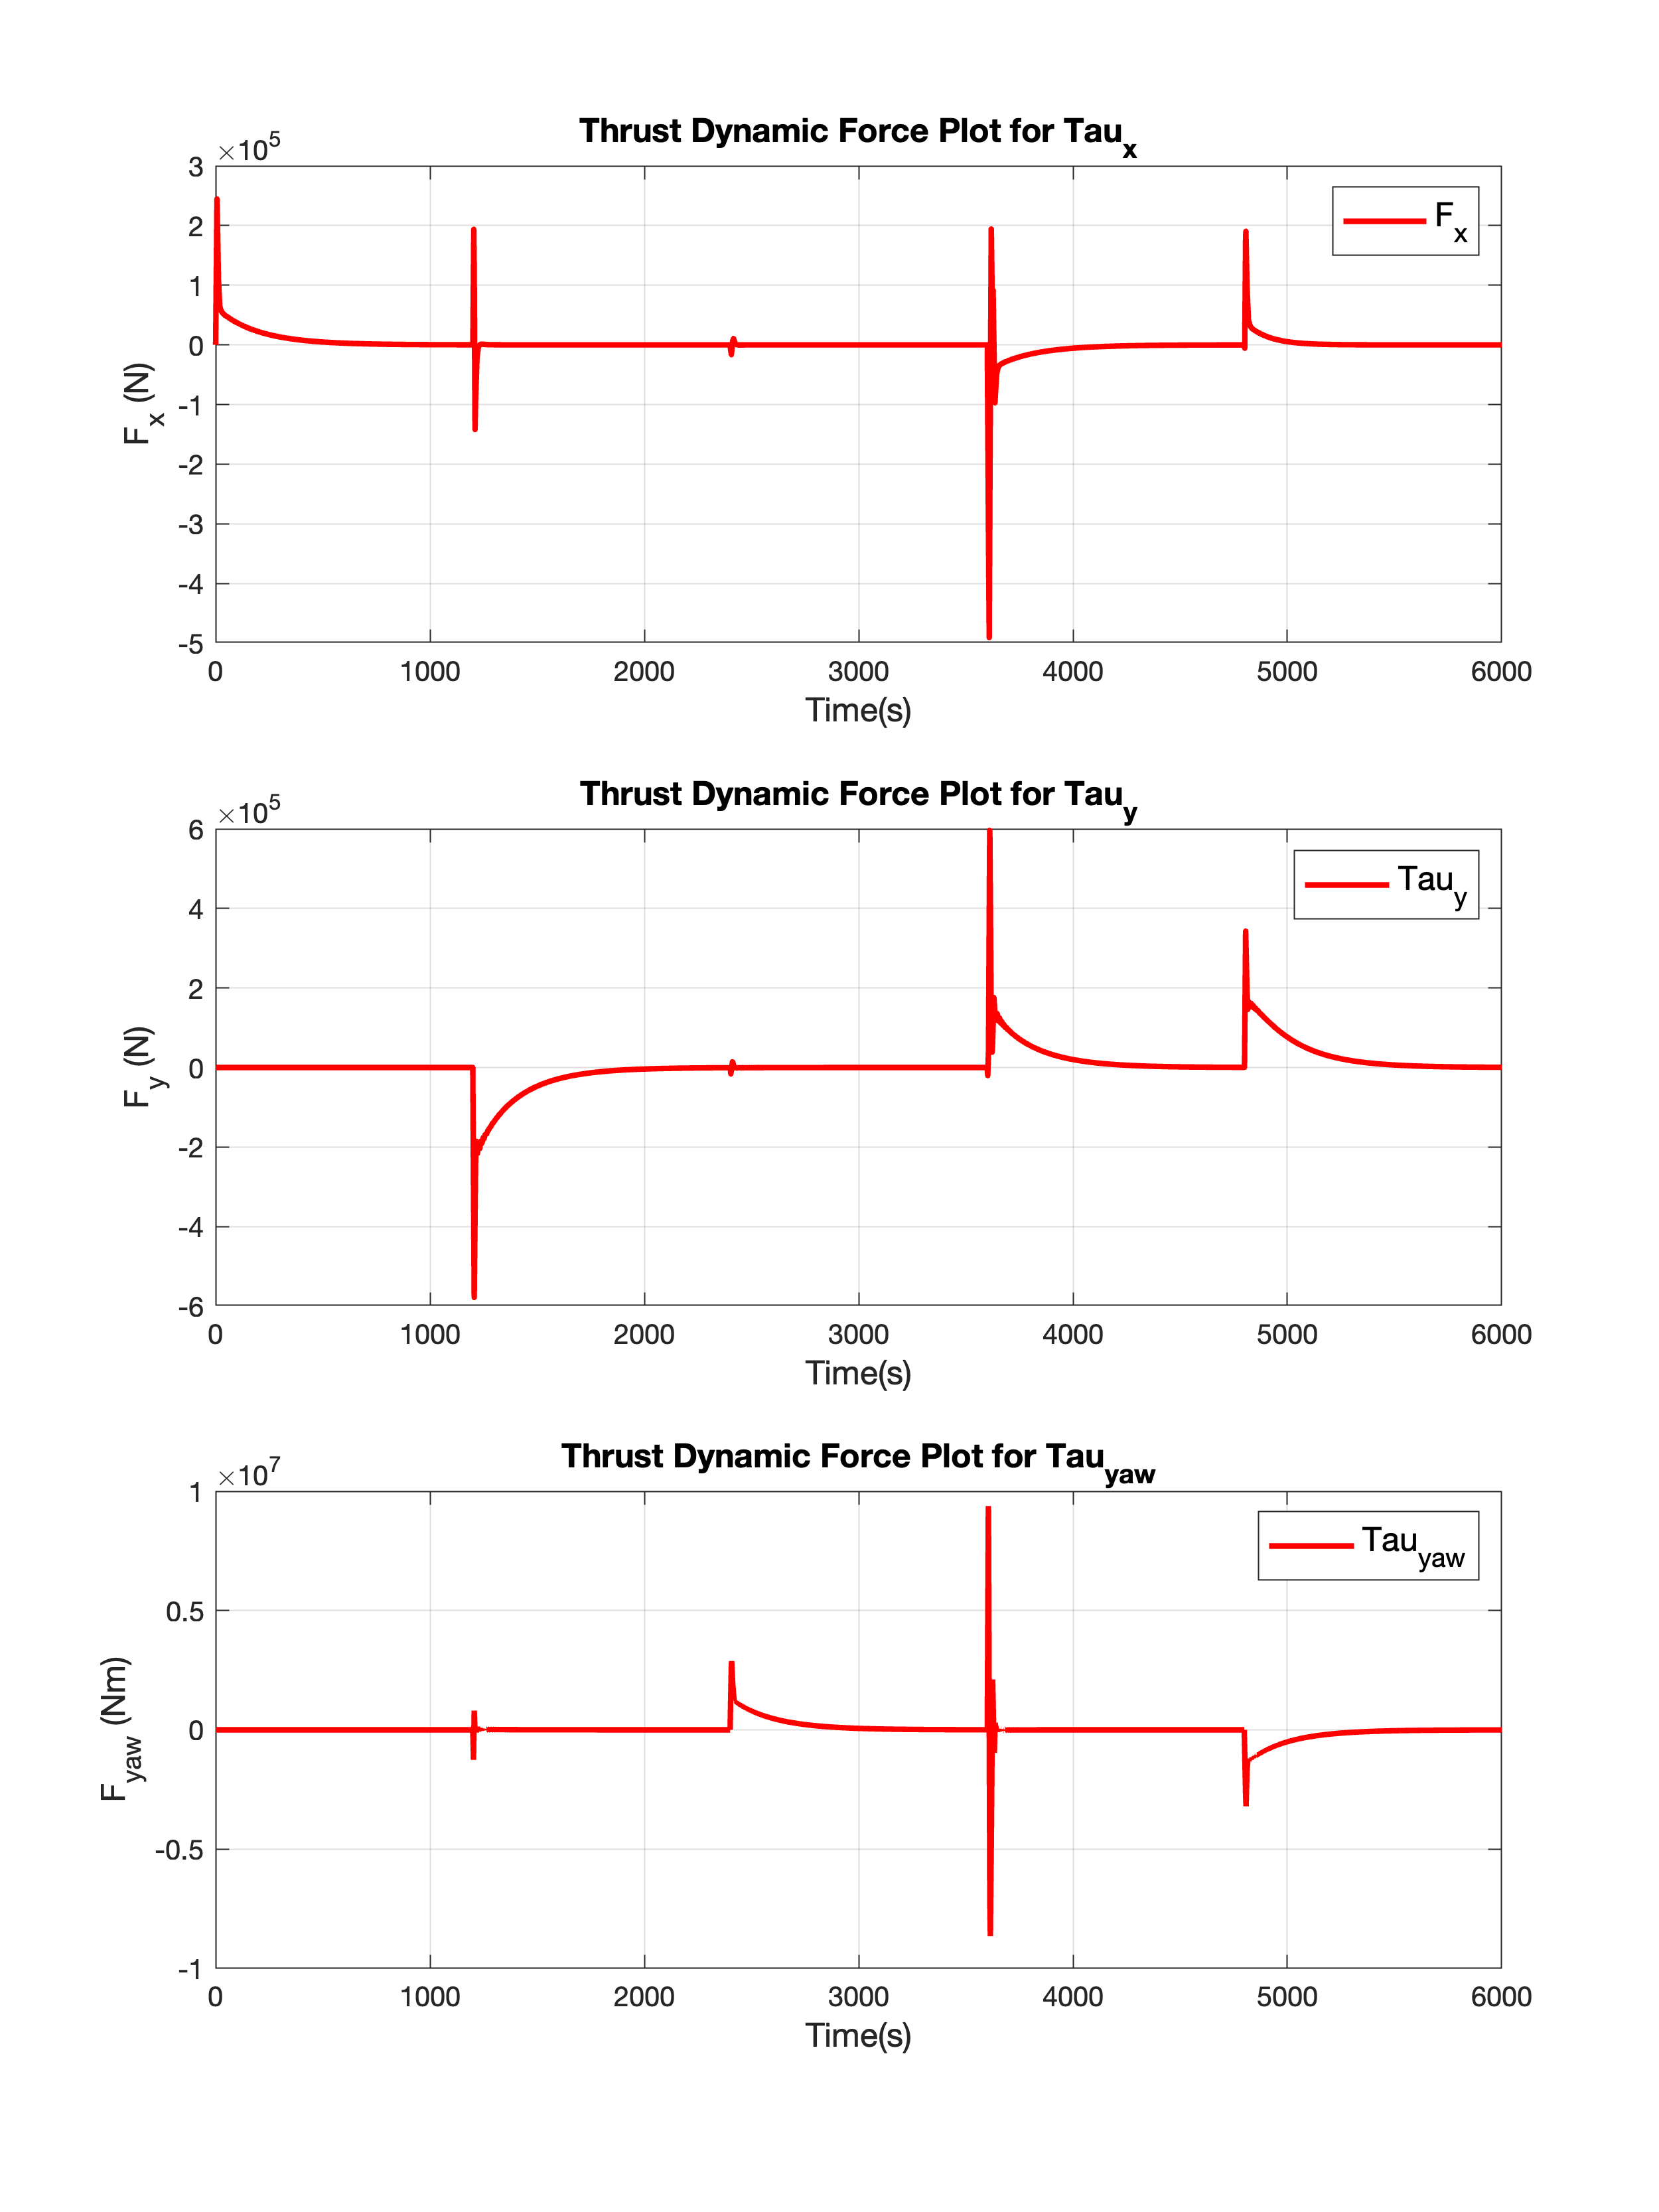 Thrust Dynamic Force Plot for Tau_x
×10^5
3
2
1
0
-1
-2
-3
-4
-5
F_x (N)
F_x
0 1000 2000 3000 4000 5000 6000
Time(s)
Thrust Dynamic Force Plot for Tau_y
×10^5
6
4
2
0
-2
-4
-6
F_y (N)
Tau_y
0 1000 2000 3000 4000 5000 6000
Time(s)
Thrust Dynamic Force Plot for Tau_yaw
×10^7
1
0.5
0
-0.5
-1
F_yaw (Nm)
Tau_yaw
0 1000 2000 3000 4000 5000 6000
Time(s)